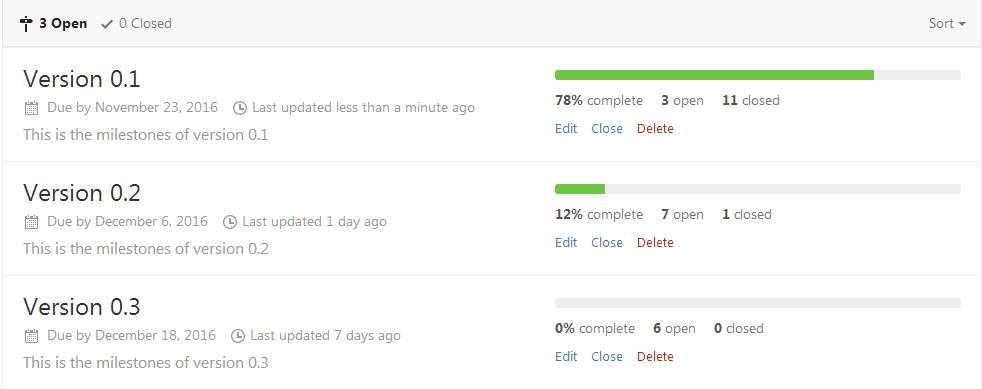 3 Open 0 Closed Sort
Version 0.1
Due by November 23, 2016 Last updated less than a minute ago
This is the milestones of version 0.1
78% complete 3 open 11 closed
Edit Close Delete
Version 0.2
Due by December 6, 2016 Last updated 1 day ago
This is the milestones of version 0.2
12% complete 7 open 1 closed
Edit Close Delete
Version 0.3
Due by December 18, 2016 Last updated 7 days ago
This is the milestones of version 0.3
0% complete 6 open 0 closed
Edit Close Delete